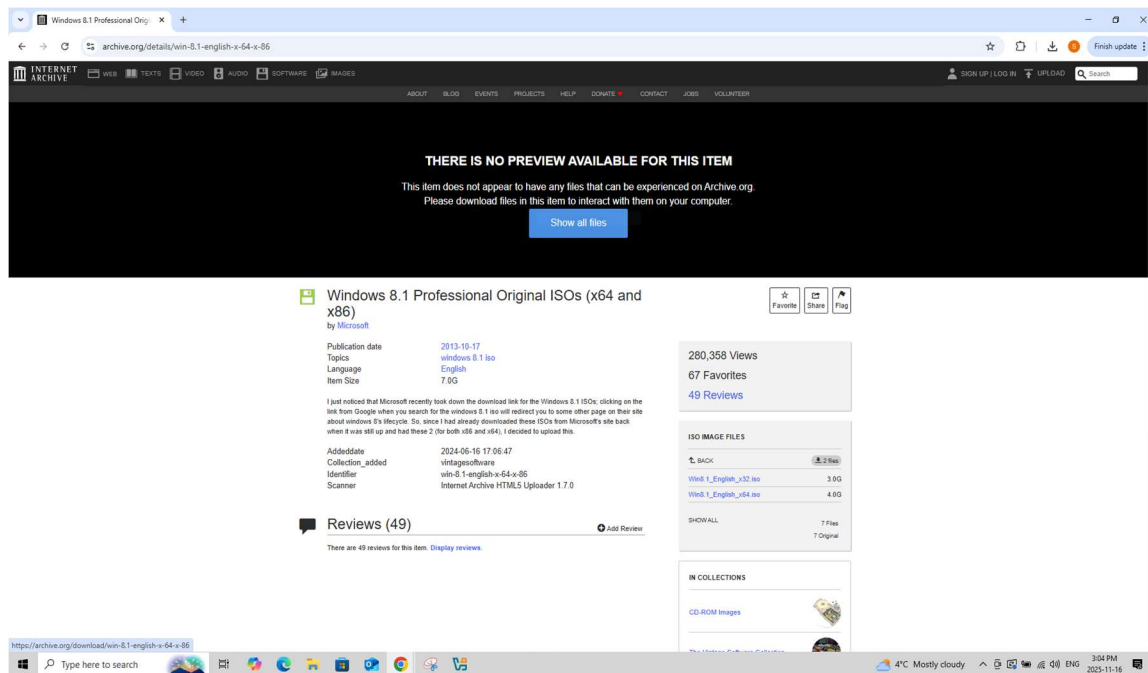 Windows 8.1 Professional Orig
archive.org/details/win-8.1-english-x-64-x-86
S
Finish update
INTERNET ARCHIVE
WEB TEXTS VIDEO AUDIO SOFTWARE IMAGES
SIGN UP | LOG IN UPLOAD Search
ABOUT BLOG EVENTS PROJECTS HELP DONATE CONTACT JOBS VOLUNTEER
THERE IS NO PREVIEW AVAILABLE FOR THIS ITEM
This item does not appear to have any files that can be experienced on Archive.org.
Please download files in this item to interact with them on your computer.
Show all files
Windows 8.1 Professional Original ISOs (x64 and
x86)
by Microsoft
Favorite Share Flag
Publication date 2013-10-17
Topics windows 8.1 iso
Language English
Item Size 7.0G
I just noticed that Microsoft recently took down the download link for the Windows 8.1 ISOs; clicking on the
link from Google when you search for the windows 8.1 iso will redirect you to some other page on their site
about windows 8's lifecycle. So, since I had already downloaded these ISOs from Microsoft's site back
when it was still up and had these 2 (for both x86 and x64), I decided to upload this.
Addeddate 2024-06-16 17:06:47
Collection_added vintagesoftware
Identifier win-8.1-english-x-64-x-86
Scanner Internet Archive HTML5 Uploader 1.7.0
Reviews (49)
Add Review
There are 49 reviews for this item. Display reviews.
280,358 Views
67 Favorites
49 Reviews
ISO IMAGE FILES
BACK 2 files
Win8.1_English_x32.iso 3.0G
Win8.1_English_x64.iso 4.0G
SHOW ALL 7 Files
7 Original
IN COLLECTIONS
CD-ROM Images
The Vintage Software Collection
https://archive.org/download/win-8.1-english-x-64-x-86
Type here to search
4°C Mostly cloudy ENG
3:04 PM
2025-11-16